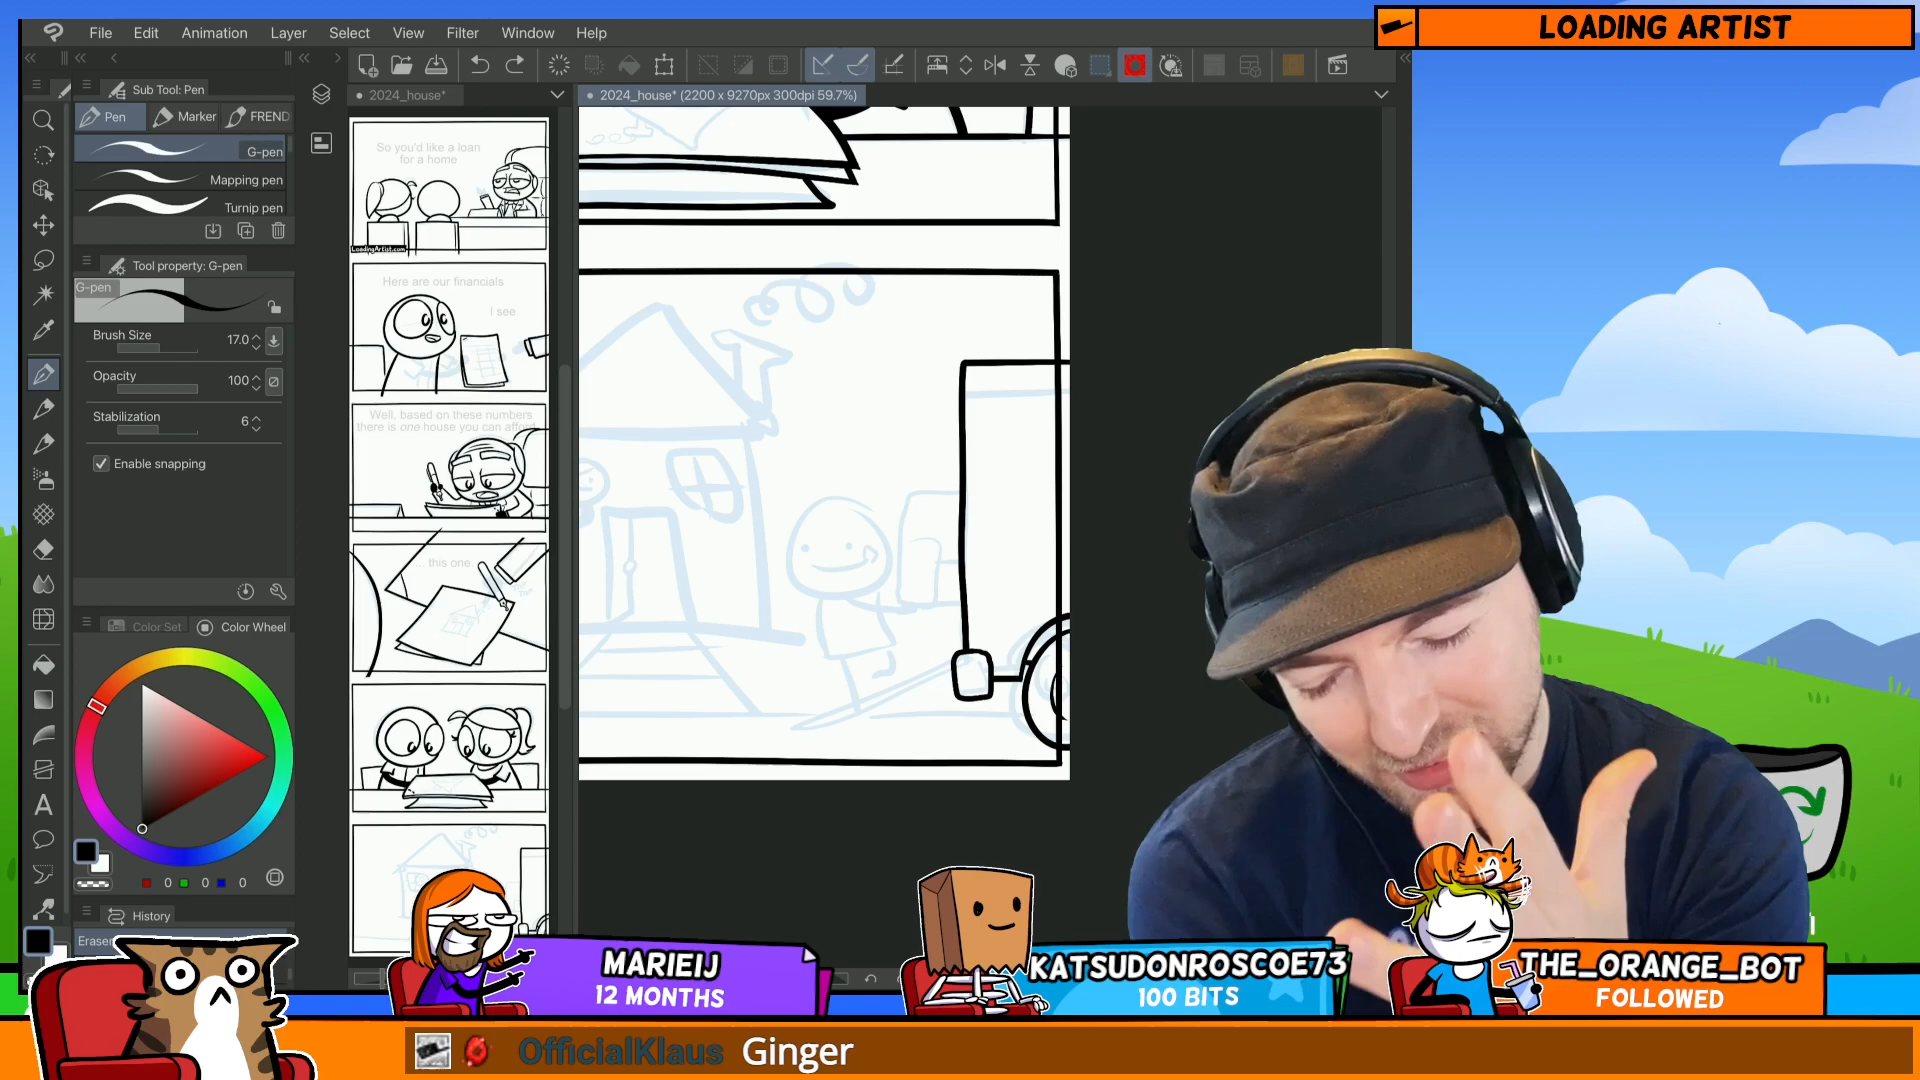 File Edit Animation Layer Select View Filter Window Help
LOADING ARTIST
Sub Tool: Pen
2024_house*
2024_house* (2200 x 9270px 300dpi 59.7%)
Pen
Marker
FREND
G-pen
Mapping pen
Turnip pen
Tool property: G-pen
G-pen
Brush Size
17.0
Opacity
100
Stabilization
6
Enable snapping
Color Set
Color Wheel
0 0 0
History
Eraser
So you'd like a loan
for a home
LoadingArtist.com
Here are our financials
I see.
Well, based on these numbers
there is one house you can afford
... this one.
MARIEIJ
12 MONTHS
KATSUDONROSCOE73
100 BITS
THE_ORANGE_BOT
FOLLOWED
OfficialKlaus Ginger